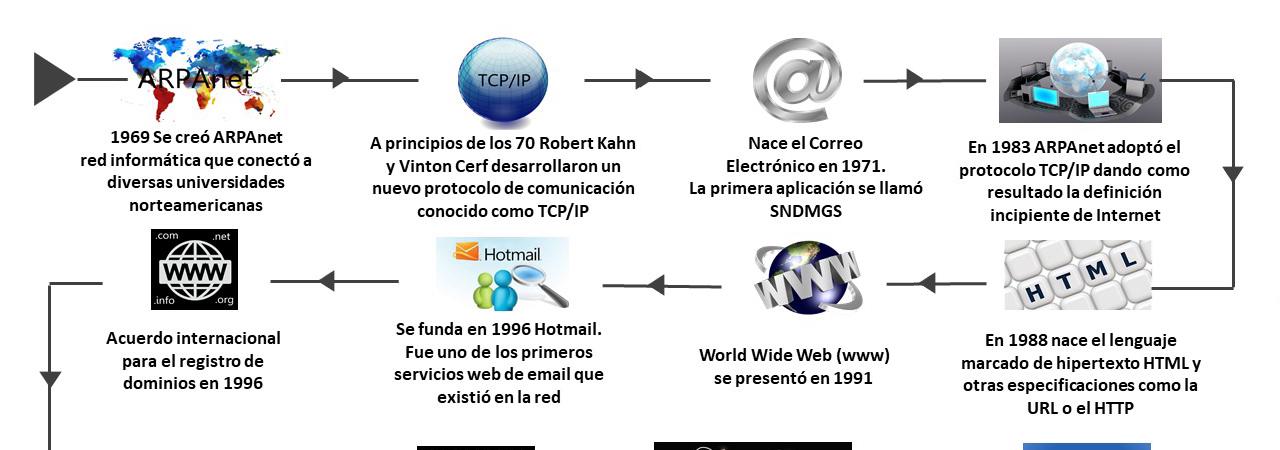 ARPAnet
1969 Se creó ARPAnet
red informática que conectó a
diversas universidades
norteamericanas
TCP/IP
A principios de los 70 Robert Kahn
y Vinton Cerf desarrollaron un
nuevo protocolo de comunicación
conocido como TCP/IP
@
Nace el Correo
Electrónico en 1971.
La primera aplicación se llamó
SNDMGS
En 1983 ARPAnet adoptó el
protocolo TCP/IP dando como
resultado la definición
incipiente de Internet
HTML
En 1988 nace el lenguaje
marcado de hipertexto HTML y
otras especificaciones como la
URL o el HTTP
WWW
World Wide Web (www)
se presentó en 1991
Hotmail
Se funda en 1996 Hotmail.
Fue uno de los primeros
servicios web de email que
existió en la red
.com .net
WWW
.info .org
Acuerdo internacional
para el registro de
dominios en 1996